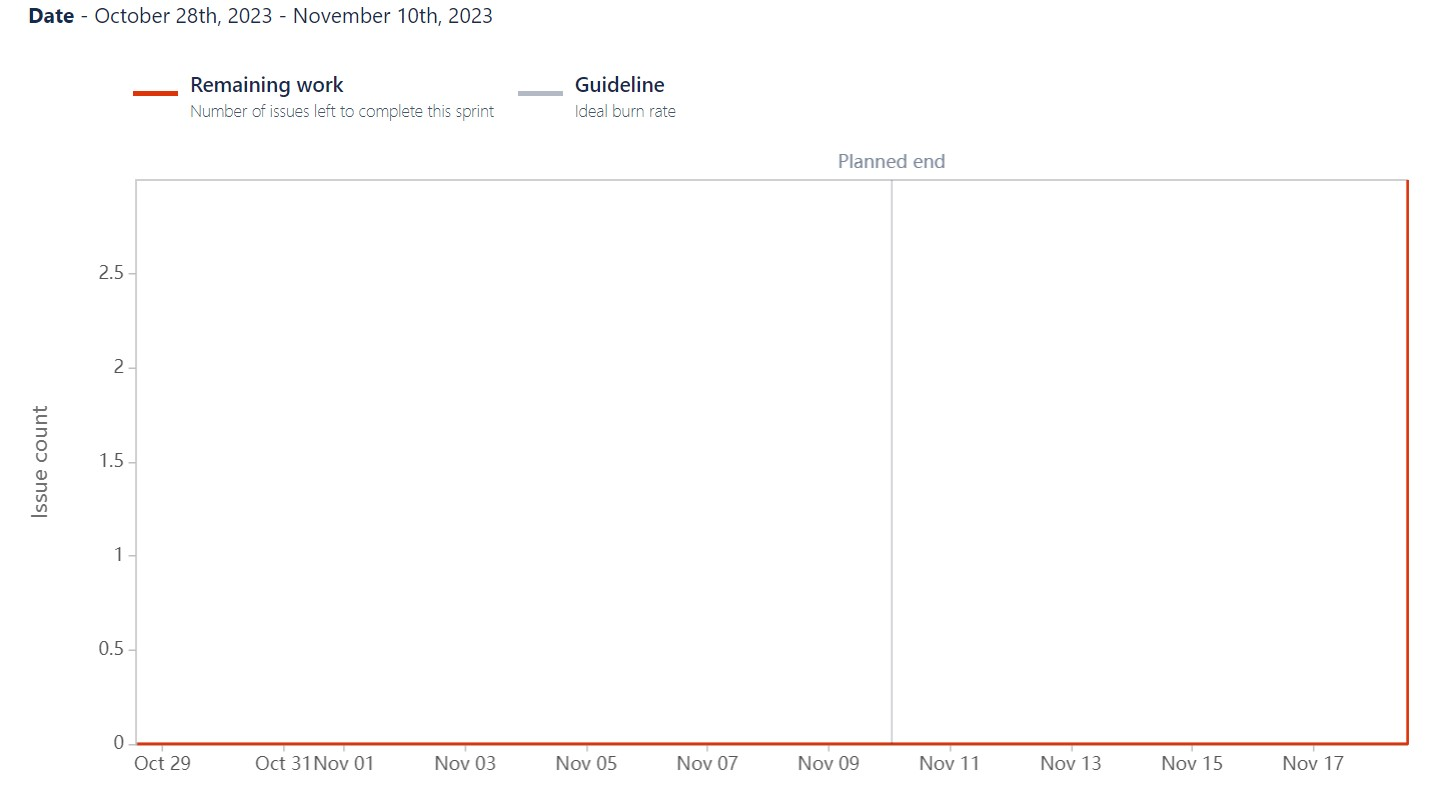 Date - October 28th, 2023 - November 10th, 2023
Remaining work
Number of issues left to complete this sprint
Guideline
Ideal burn rate
Planned end
2.5
2
1.5
1
0.5
0
Issue count
Oct 29 Oct 31 Nov 01 Nov 03 Nov 05 Nov 07 Nov 09 Nov 11 Nov 13 Nov 15 Nov 17